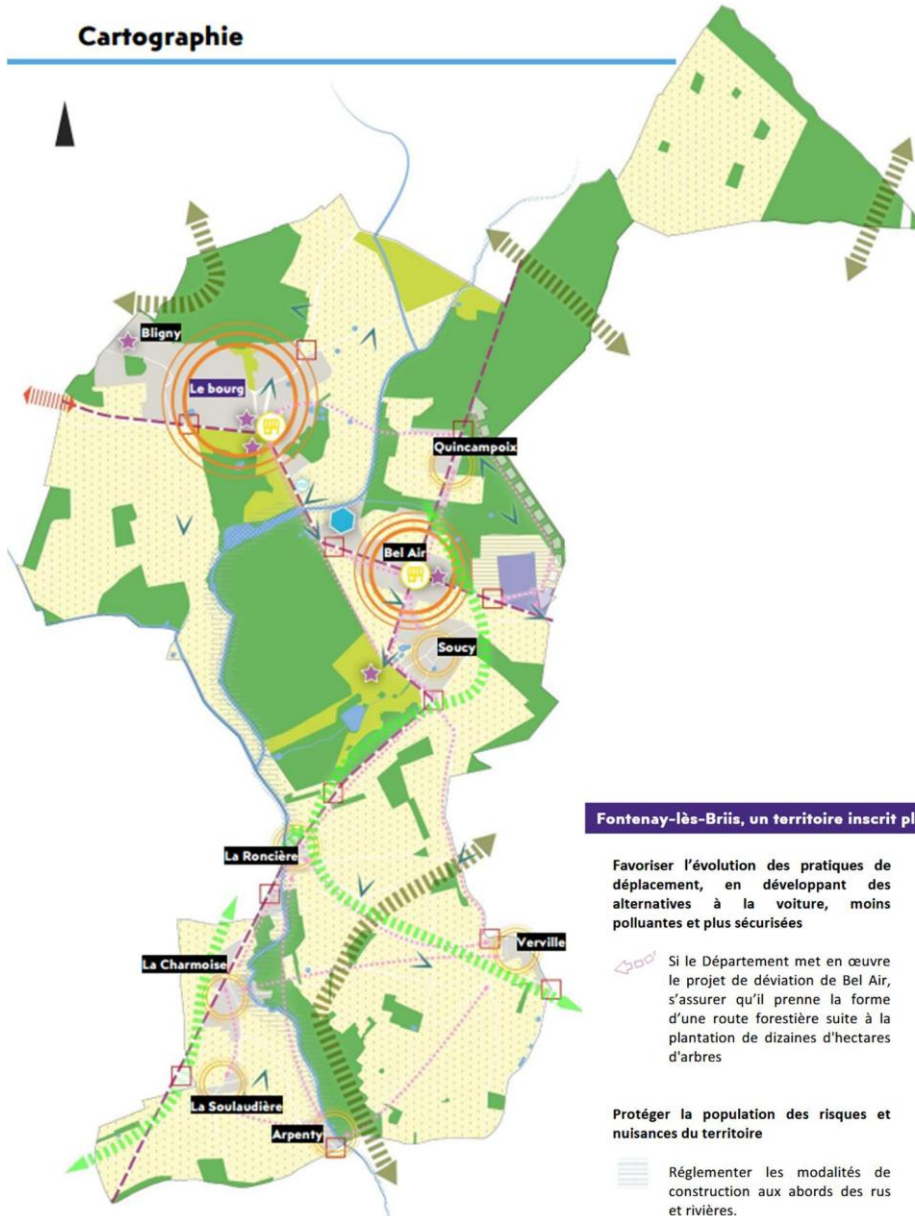 Cartographie
Bligny
Le bourg
Quincampoix
Bel Air
Soucy
La Roncière
Verville
La Charmoise
La Soulaudière
Arpenty
Fontenay-lès-Briis, un territoire inscrit pl
Favoriser l'évolution des pratiques de
déplacement, en développant des
alternatives à la voiture, moins
polluantes et plus sécurisées
Si le Département met en œuvre
le projet de déviation de Bel Air,
s'assurer qu'il prenne la forme
d'une route forestière suite à la
plantation de dizaines d'hectares
d'arbres
Protéger la population des risques et
nuisances du territoire
Réglementer les modalités de
construction aux abords des rus
et rivières.